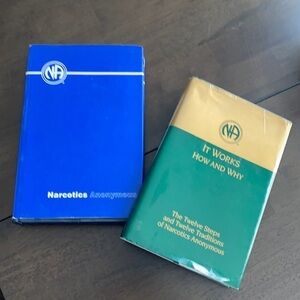 NA
Narcotics Anonymous
NA
IT WORKS
HOW AND WHY
The Twelve Steps
and Twelve Traditions
of Narcotics Anonymous